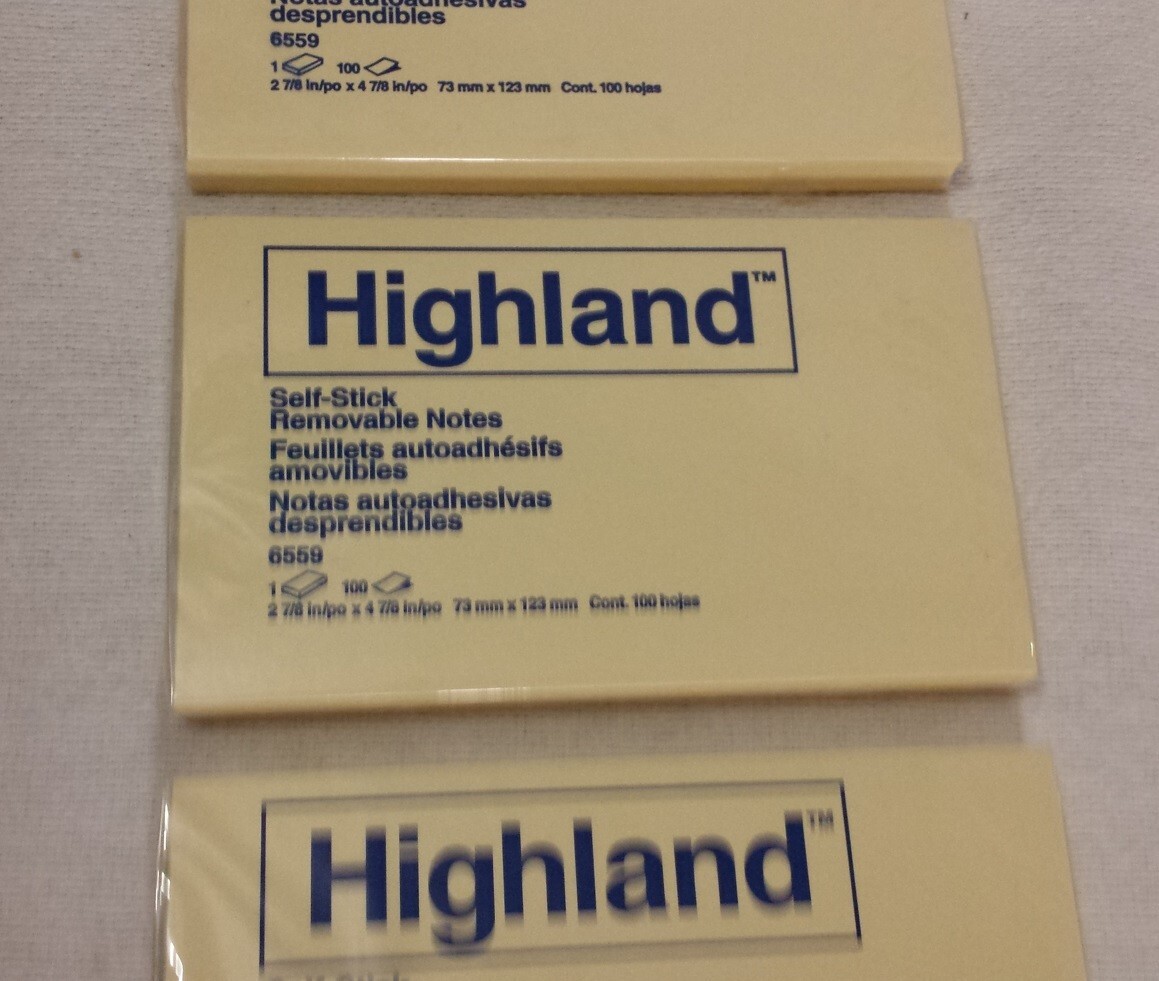 Notas autoadhesivas
desprendibles
6559
1 100
2 7/8 in/po x 4 7/8 in/po 73 mm x 123 mm Cont. 100 hojas
Highland™
Self-Stick
Removable Notes
Feuillets autoadhésifs
amovibles
Notas autoadhesivas
desprendibles
6559
1 100
2 7/8 in/po x 4 7/8 in/po 73 mm x 123 mm Cont. 100 hojas
Highland™